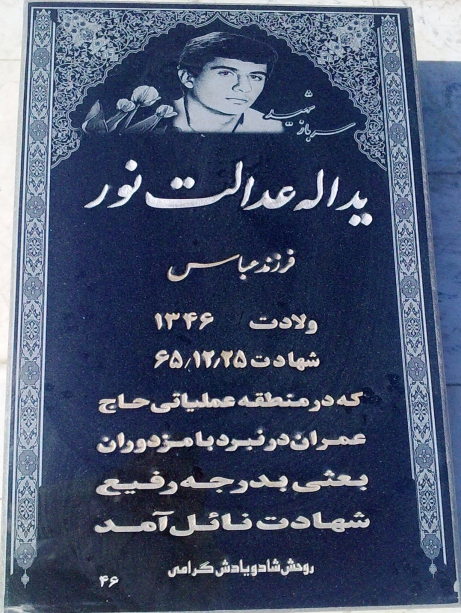 سرباز شهید
یداله عدالت نور
فرزند عباس
ولادت ۱۳۴۶
شهادت ۶۵/۱۲/۲۵
که در منطقه عملیاتی حاج
عمران در نبرد با مزدوران
بعثی بدرجه رفیع
شهادت نائل آمد
روحش شاد و یادش گرامی
۴۶